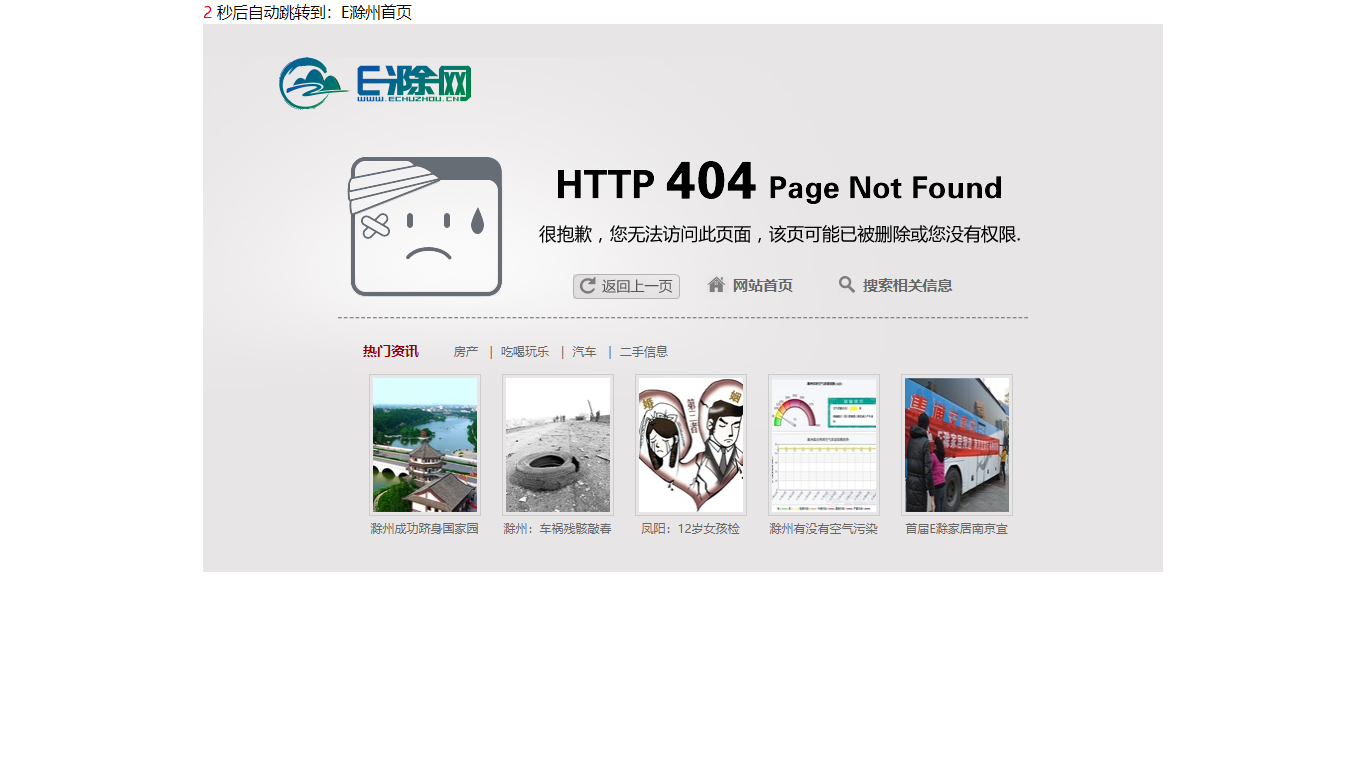 2 秒后自动跳转到：E滁州首页
E滁网
WWW.ECHUZHOU.CN
HTTP 404 Page Not Found
很抱歉，您无法访问此页面，该页可能已被删除或您没有权限.
返回上一页 网站首页 搜索相关信息
热门资讯 房产 | 吃喝玩乐 | 汽车 | 二手信息
婚 第三者 姻
滁州成功跻身国家园 滁州：车祸残骸敲春 凤阳：12岁女孩检 滁州有没有空气污染 首届E滁家居南京宜